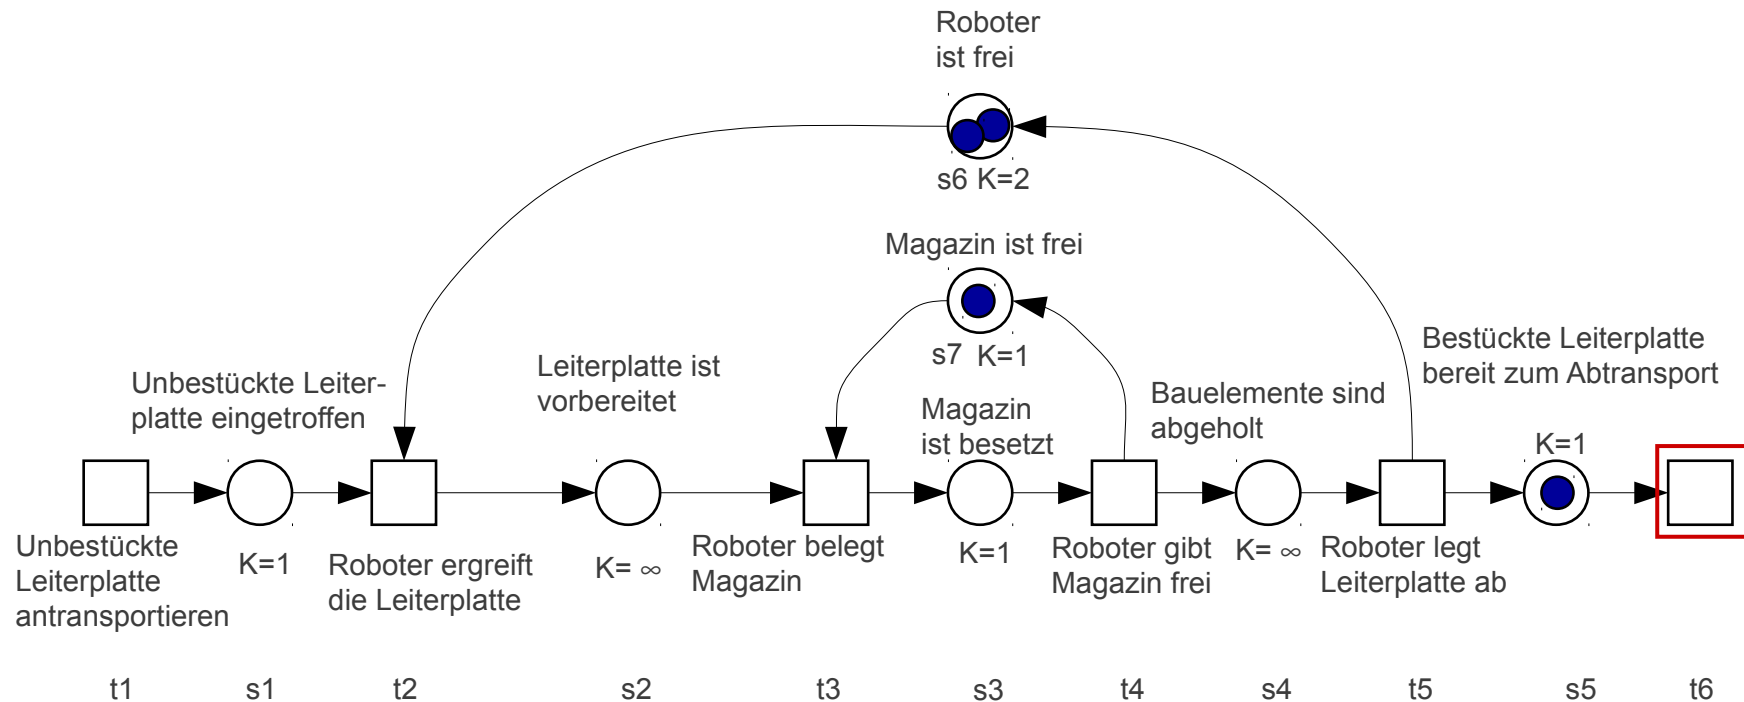 Roboter
ist frei
s6 K=2
Magazin ist frei
s7 K=1
Unbestückte Leiter-
platte eingetroffen
Leiterplatte ist
vorbereitet
Magazin
ist besetzt
Bauelemente sind
abgeholt
Bestückte Leiterplatte
bereit zum Abtransport
K=1
Unbestückte
Leiterplatte
antransportieren
K=1
Roboter ergreift
die Leiterplatte
K= ∞
Roboter belegt
Magazin
K=1
Roboter gibt
Magazin frei
K= ∞
Roboter legt
Leiterplatte ab
t1 s1 t2 s2 t3 s3 t4 s4 t5 s5 t6